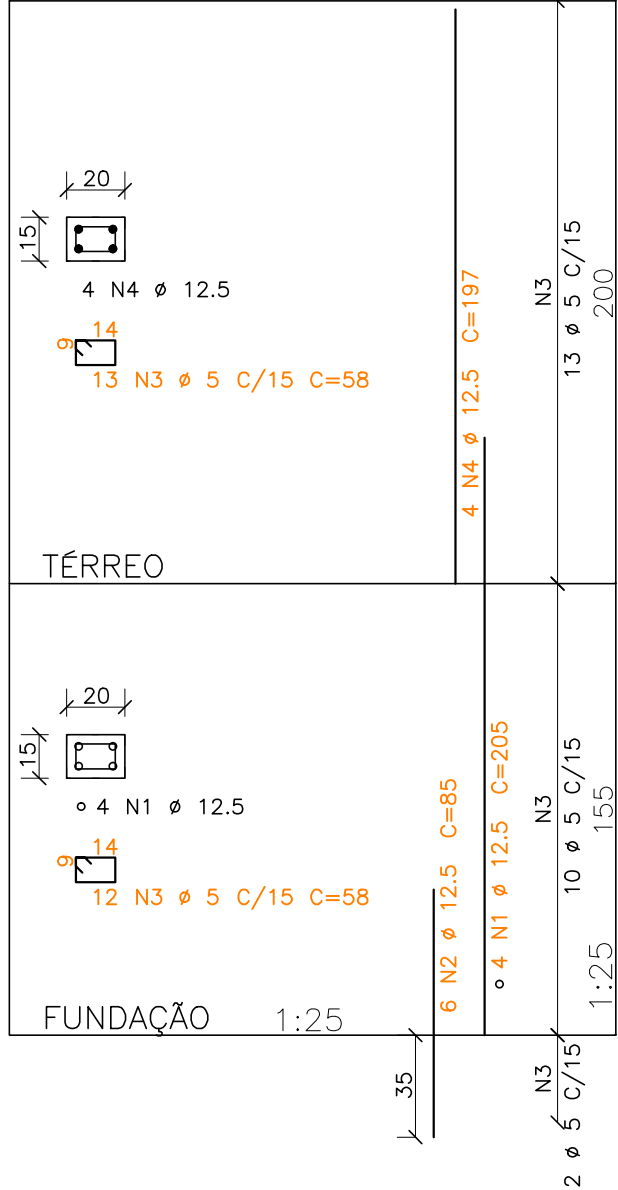 20
15
4 N4 ø 12.5
14
9
13 N3 ø 5 C/15 C=58
4 N4 ø 12.5 C=197
N3
13 ø 5 C/15
200
TÉRREO
20
15
4 N1 ø 12.5
14
9
12 N3 ø 5 C/15 C=58
6 N2 ø 12.5 C=85
4 N1 ø 12.5 C=205
N3
10 ø 5 C/15
155
1:25
FUNDAÇÃO 1:25
35
N3
2 ø 5 C/15